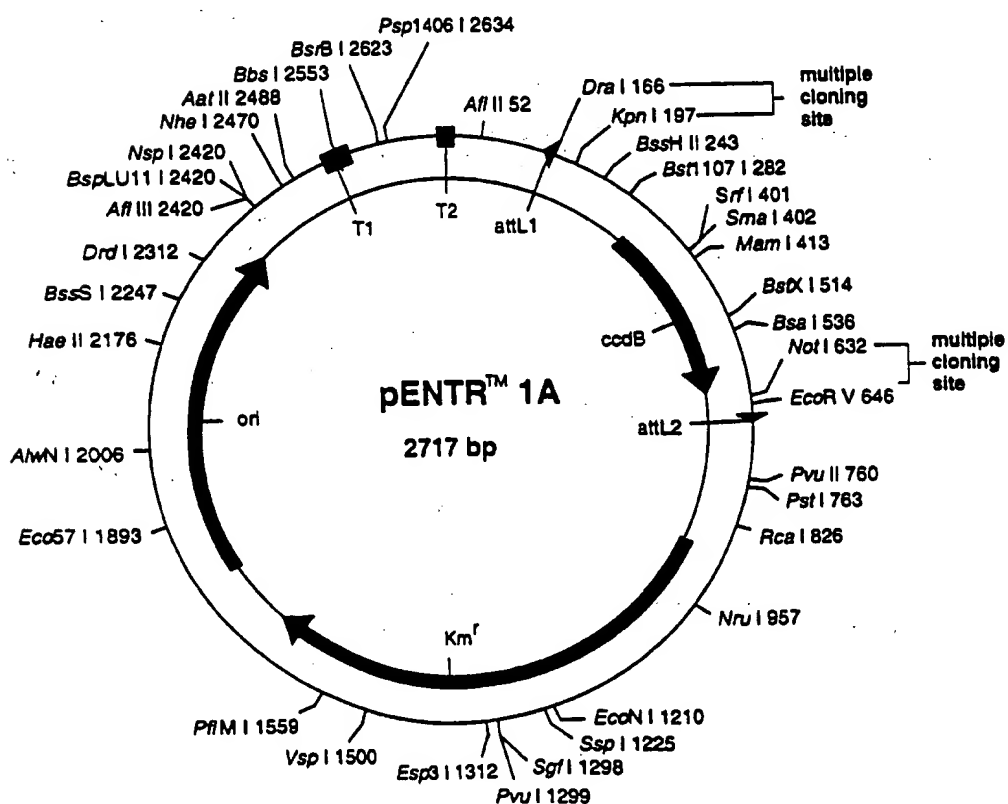 Psp1406 I 2634
BsrB I 2623
Bbs I 2553
Aat II 2488
Nhe I 2470
Nsp I 2420
BspLU11 I 2420
Afl III 2420
Drd I 2312
BssS I 2247
Hae II 2176
AlwN I 2006
Eco57 I 1893
Afl II 52
Dra I 166
Kpn I 197
multiple
cloning
site
BssH II 243
Bst1107 I 282
Srf I 401
Sma I 402
Mam I 413
BstX I 514
Bsa I 536
Not I 632
EcoR V 646
multiple
cloning
site
Pvu II 760
Pst I 763
Rca I 826
Nru I 957
EcoN I 1210
Ssp I 1225
Sgf I 1298
Pvu I 1299
Esp3 I 1312
Vsp I 1500
PflM I 1559
T1
T2
attL1
ccdB
attL2
ori
Kmr
pENTR™ 1A
2717 bp